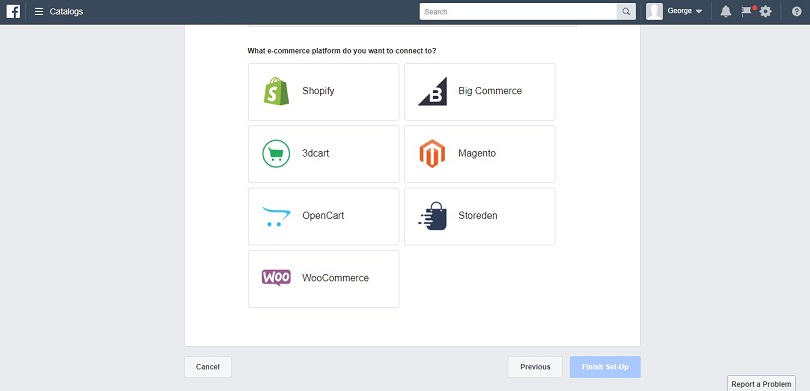 Catalogs
Search
George
What e-commerce platform do you want to connect to?
Shopify
Big Commerce
3dcart
Magento
OpenCart
Storeden
WOO
WooCommerce
Cancel
Previous
Finish Set-Up
Report a Problem